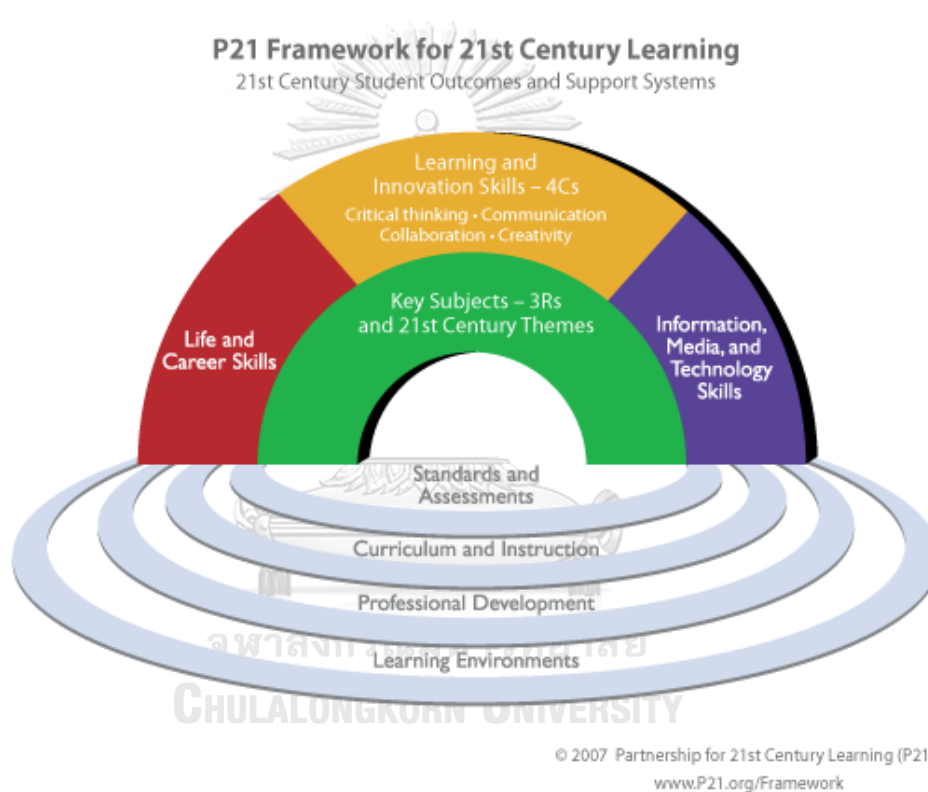 P21 Framework for 21st Century Learning
21st Century Student Outcomes and Support Systems
Learning and
Innovation Skills – 4Cs
Critical thinking • Communication
Collaboration • Creativity
Key Subjects – 3Rs
and 21st Century Themes
Life and
Career Skills
Information,
Media, and
Technology
Skills
Standards and
Assessments
Curriculum and Instruction
Professional Development
Learning Environments
CHULALONGKORN UNIVERSITY
© 2007 Partnership for 21st Century Learning (P21
www.P21.org/Framework